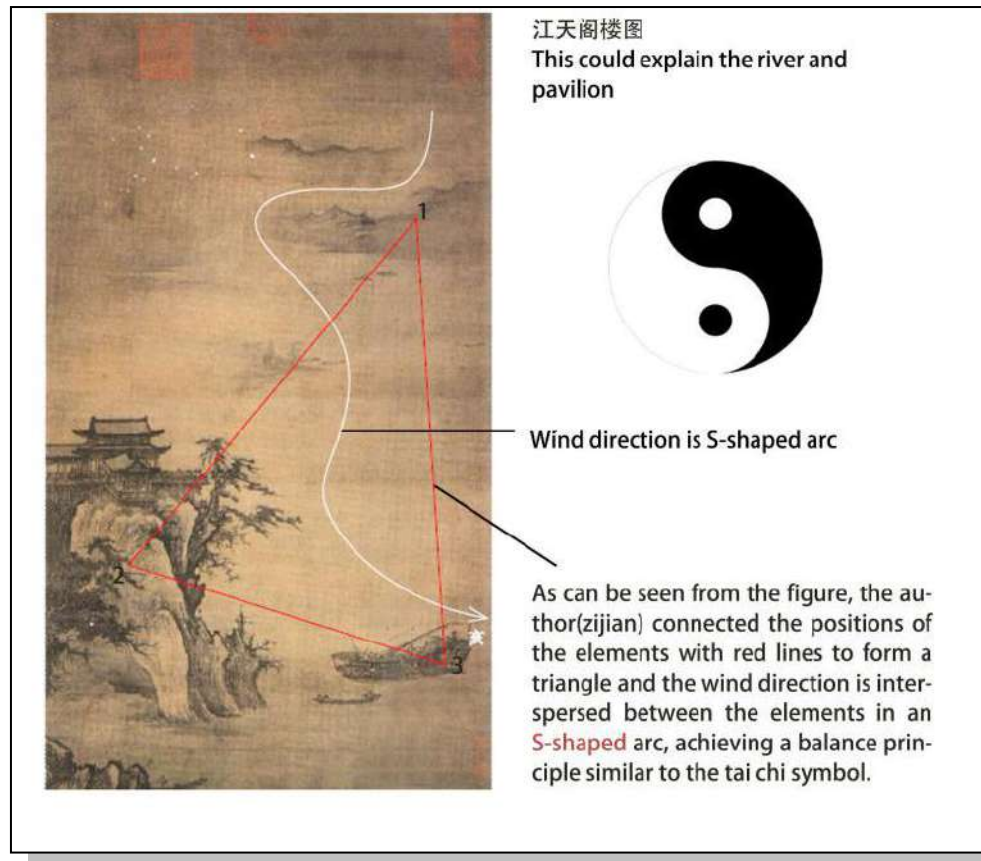 江天阁楼图
This could explain the river and
pavilion
1
Wind direction is S-shaped arc
2
As can be seen from the figure, the au-
thor(zijian) connected the positions of
the elements with red lines to form a
triangle and the wind direction is inter-
spersed between the elements in an
S-shaped arc, achieving a balance prin-
ciple similar to the tai chi symbol.
3